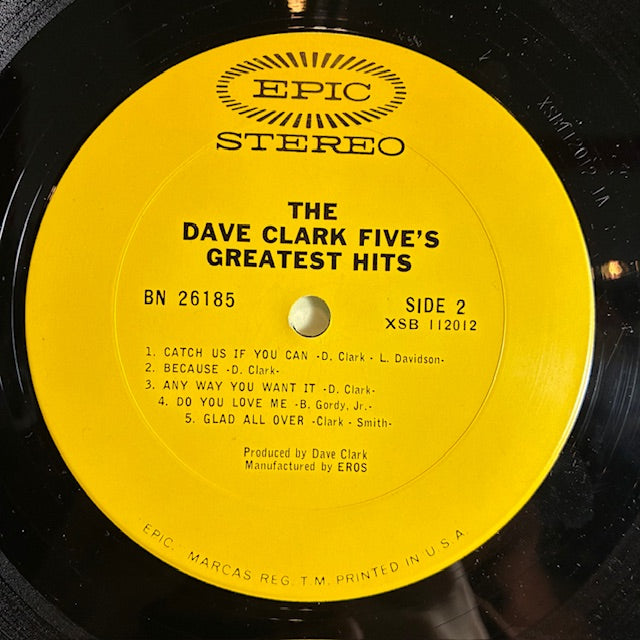 EPIC
STEREO
THE
DAVE CLARK FIVE'S
GREATEST HITS
BN 26185
SIDE 2
XSB 112012
1. CATCH US IF YOU CAN -D. Clark - L. Davidson-
2. BECAUSE -D. Clark-
3. ANY WAY YOU WANT IT -D. Clark-
4. DO YOU LOVE ME -B. Gordy, Jr.-
5. GLAD ALL OVER -Clark - Smith-
Produced by Dave Clark
Manufactured by EROS
EPIC. MARCAS REG. T.M. PRINTED IN U.S.A.